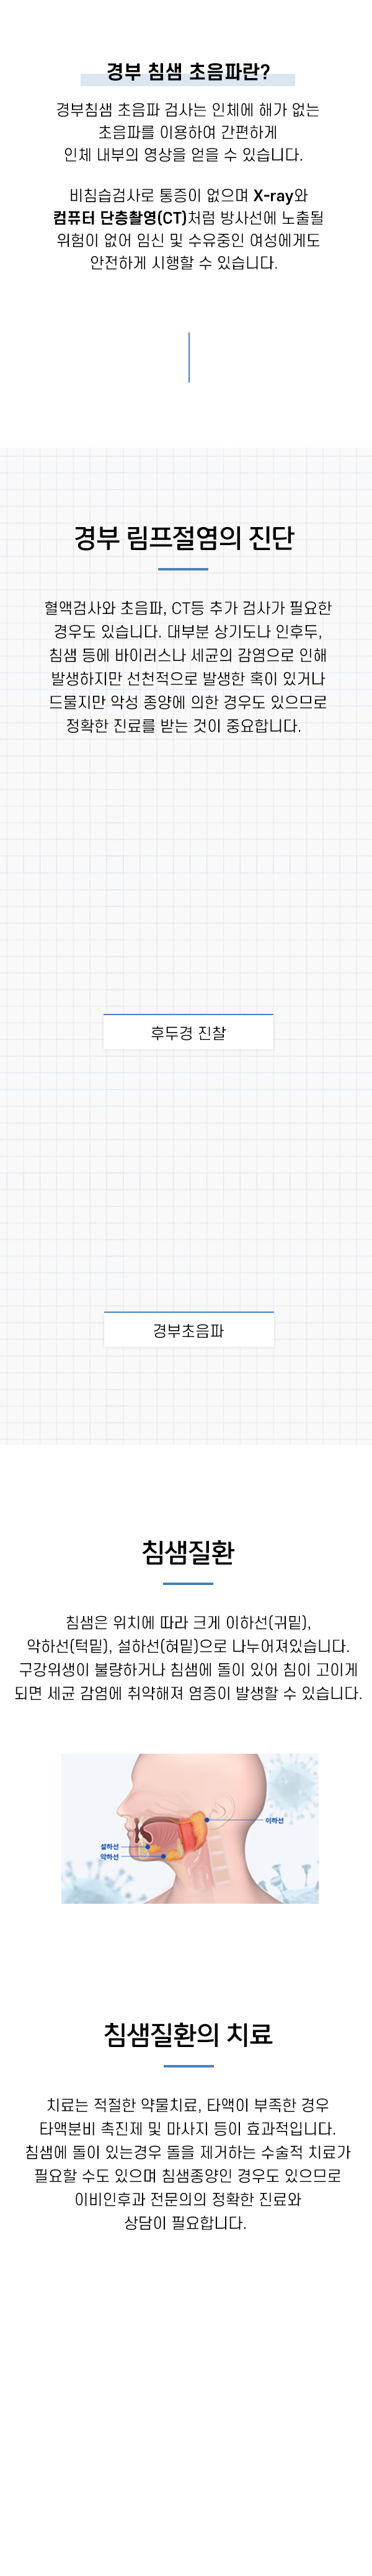 경부 침샘 초음파란?
경부침샘 초음파 검사는 인체에 해가 없는
초음파를 이용하여 간편하게
인체 내부의 영상을 얻을 수 있습니다.
비침습검사로 통증이 없으며 X-ray와
컴퓨터 단층촬영(CT)처럼 방사선에 노출될
위험이 없어 임신 및 수유중인 여성에게도
안전하게 시행할 수 있습니다.
경부 림프절염의 진단
혈액검사와 초음파, CT등 추가 검사가 필요한
경우도 있습니다. 대부분 상기도나 인후두,
침샘 등에 바이러스나 세균의 감염으로 인해
발생하지만 선천적으로 발생한 혹이 있거나
드물지만 악성 종양에 의한 경우도 있으므로
정확한 진료를 받는 것이 중요합니다.
후두경 진찰
경부초음파
침샘질환
침샘은 위치에 따라 크게 이하선(귀밑),
악하선(턱밑), 설하선(혀밑)으로 나누어져있습니다.
구강위생이 불량하거나 침샘에 돌이 있어 침이 고이게
되면 세균 감염에 취약해져 염증이 발생할 수 있습니다.
이하선
설하선
악하선
침샘질환의 치료
치료는 적절한 약물치료, 타액이 부족한 경우
타액분비 촉진제 및 마사지 등이 효과적입니다.
침샘에 돌이 있는경우 돌을 제거하는 수술적 치료가
필요할 수도 있으며 침샘종양인 경우도 있으므로
이비인후과 전문의의 정확한 진료와
상담이 필요합니다.